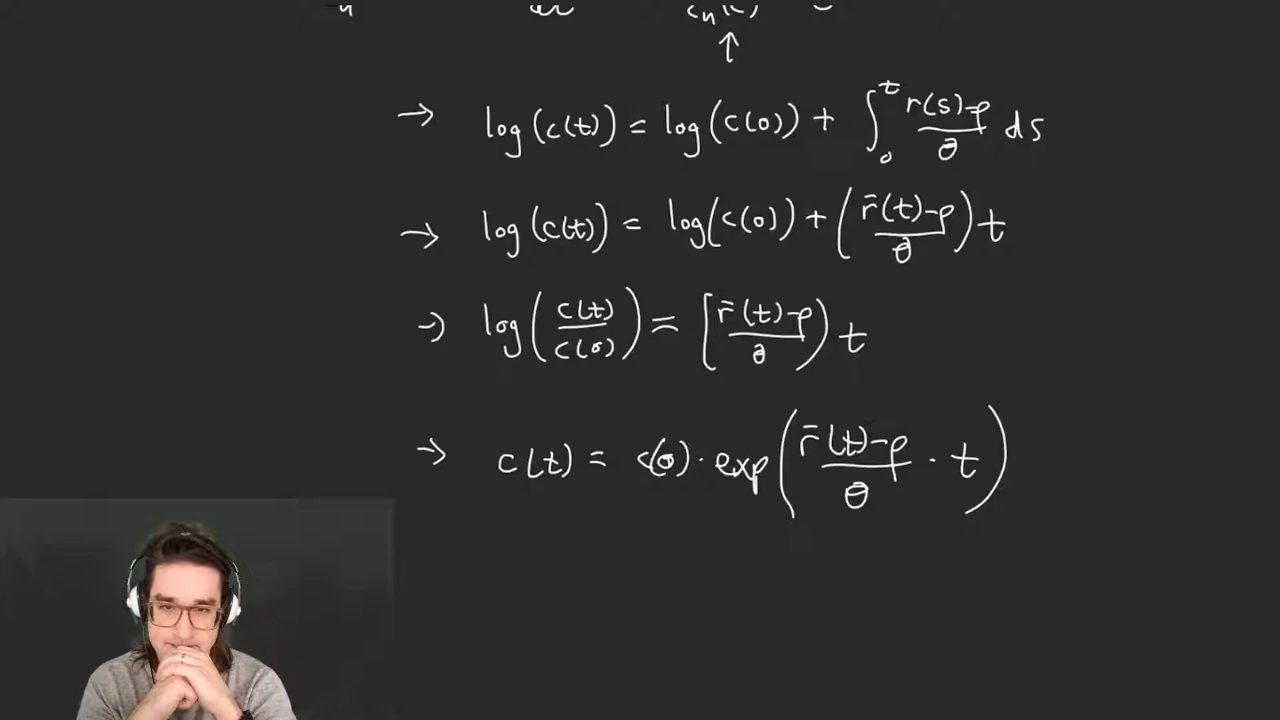 → log(c(t)) = log(c(0)) + ∫₀ᵗ (r(s)-ρ)/θ ds
→ log(c(t)) = log(c(0)) + ((r̄(t)-ρ)/θ) t
→ log(c(t)/c(0)) = [(r̄(t)-ρ)/θ) t
→ c(t) = c(0) · exp((r̄(t)-ρ)/θ · t)